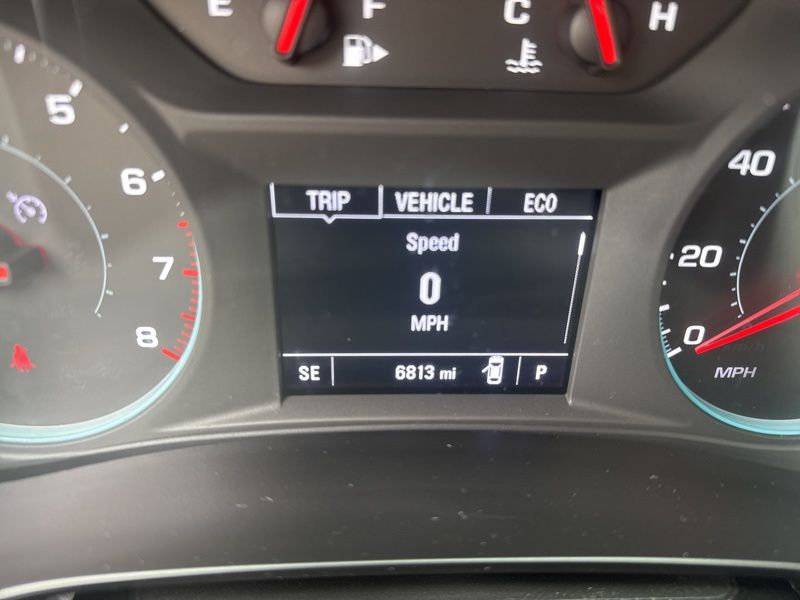 E F C H
5
6
7
8
TRIP VEHICLE ECO
Speed
0
MPH
SE 6813 mi P
40
20
0
MPH